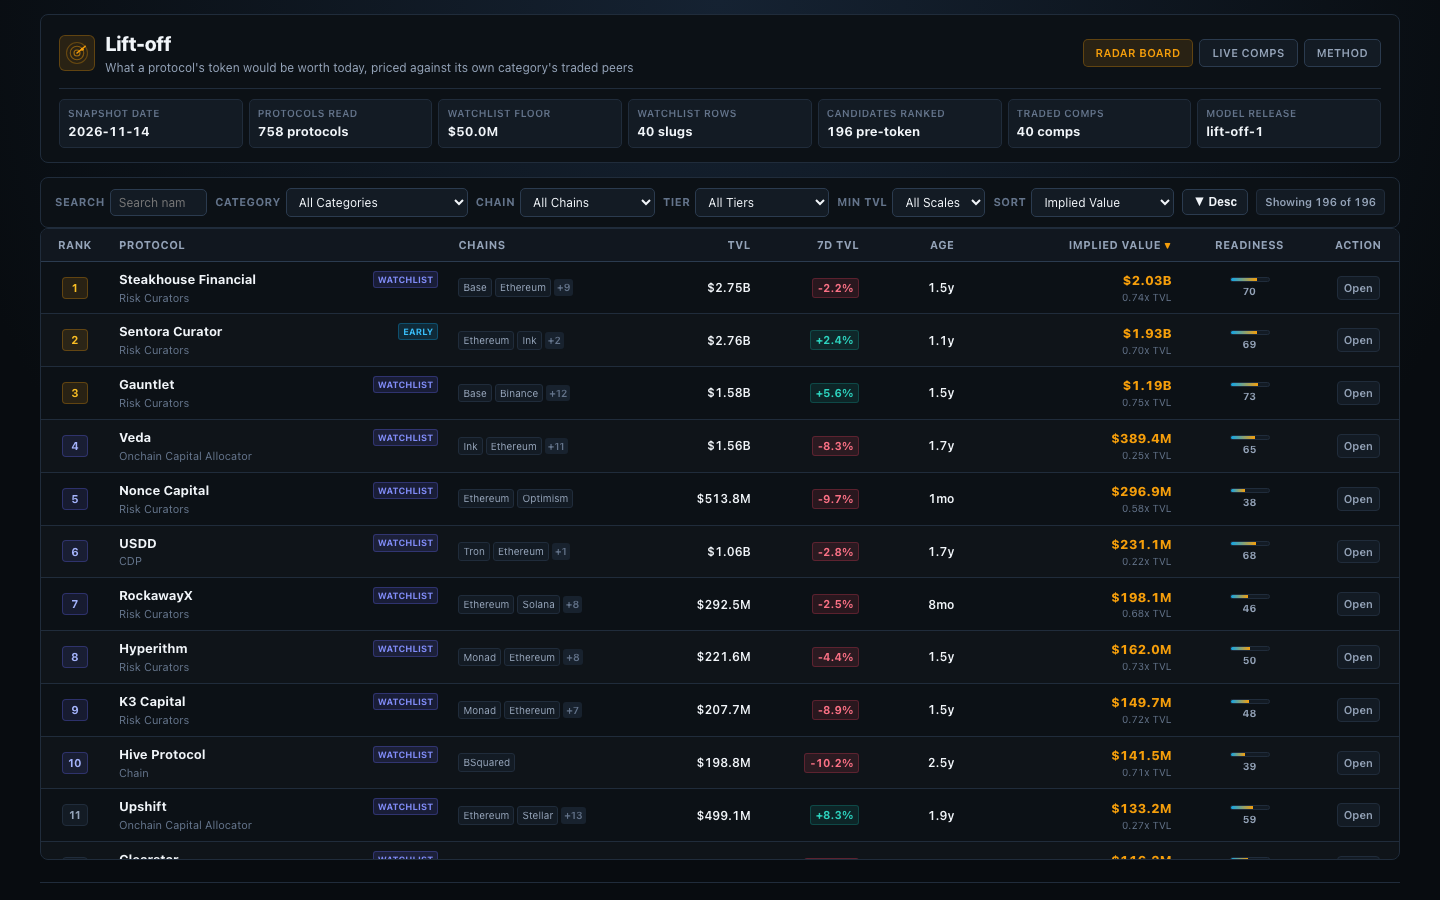 Lift-off
What a protocol's token would be worth today, priced against its own category's traded peers
RADAR BOARD LIVE COMPS METHOD
SNAPSHOT DATE PROTOCOLS READ WATCHLIST FLOOR WATCHLIST ROWS CANDIDATES RANKED TRADED COMPS MODEL RELEASE
2026-11-14 758 protocols $50.0M 40 slugs 196 pre-token 40 comps lift-off-1
SEARCH Search nam CATEGORY All Categories CHAIN All Chains TIER All Tiers MIN TVL All Scales SORT Implied Value ▼ Desc Showing 196 of 196
RANK PROTOCOL CHAINS TVL 7D TVL AGE IMPLIED VALUE ▼ READINESS ACTION
1 Steakhouse Financial WATCHLIST Base Ethereum +9 $2.75B -2.2% 1.5y $2.03B 70 Open
Risk Curators 0.74x TVL
2 Sentora Curator EARLY Ethereum Ink +2 $2.76B +2.4% 1.1y $1.93B 69 Open
Risk Curators 0.70x TVL
3 Gauntlet WATCHLIST Base Binance +12 $1.58B +5.6% 1.5y $1.19B 73 Open
Risk Curators 0.75x TVL
4 Veda WATCHLIST Ink Ethereum +11 $1.56B -8.3% 1.7y $389.4M 65 Open
Onchain Capital Allocator 0.25x TVL
5 Nonce Capital WATCHLIST Ethereum Optimism $513.8M -9.7% 1mo $296.9M 38 Open
Risk Curators 0.58x TVL
6 USDD WATCHLIST Tron Ethereum +1 $1.06B -2.8% 1.7y $231.1M 68 Open
CDP 0.22x TVL
7 RockawayX WATCHLIST Ethereum Solana +8 $292.5M -2.5% 8mo $198.1M 46 Open
Risk Curators 0.68x TVL
8 Hyperithm WATCHLIST Monad Ethereum +8 $221.6M -4.4% 1.5y $162.0M 50 Open
Risk Curators 0.73x TVL
9 K3 Capital WATCHLIST Monad Ethereum +7 $207.7M -8.9% 1.5y $149.7M 48 Open
Risk Curators 0.72x TVL
10 Hive Protocol WATCHLIST BSquared $198.8M -10.2% 2.5y $141.5M 39 Open
Chain 0.71x TVL
11 Upshift WATCHLIST Ethereum Stellar +13 $499.1M +8.3% 1.9y $133.2M 59 Open
Onchain Capital Allocator 0.27x TVL
WATCHLIST